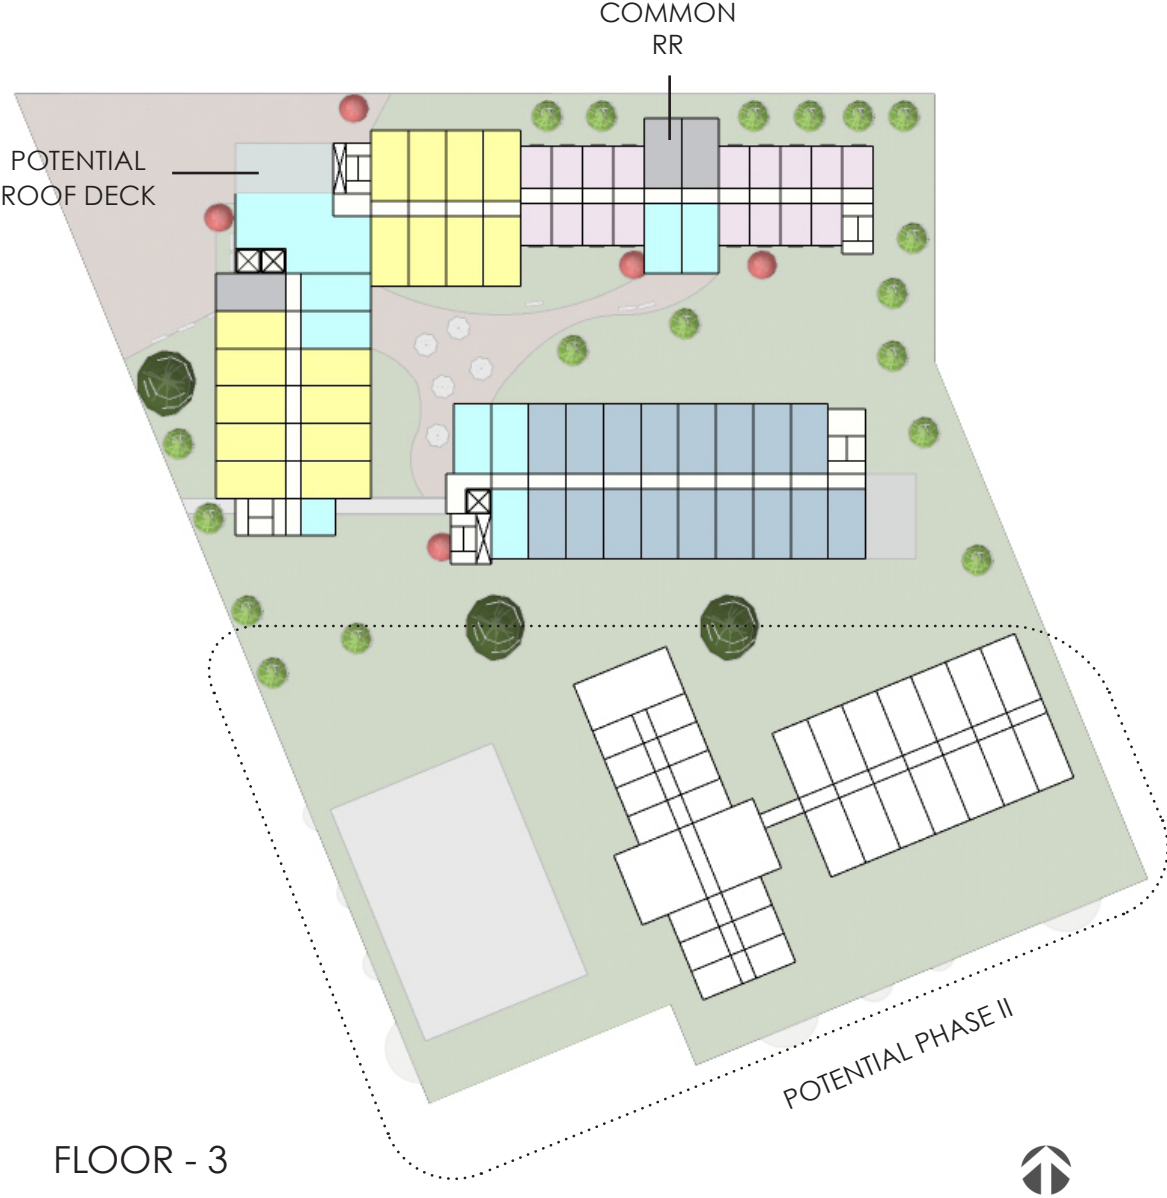 COMMON
RR
POTENTIAL
ROOF DECK
POTENTIAL PHASE II
FLOOR - 3